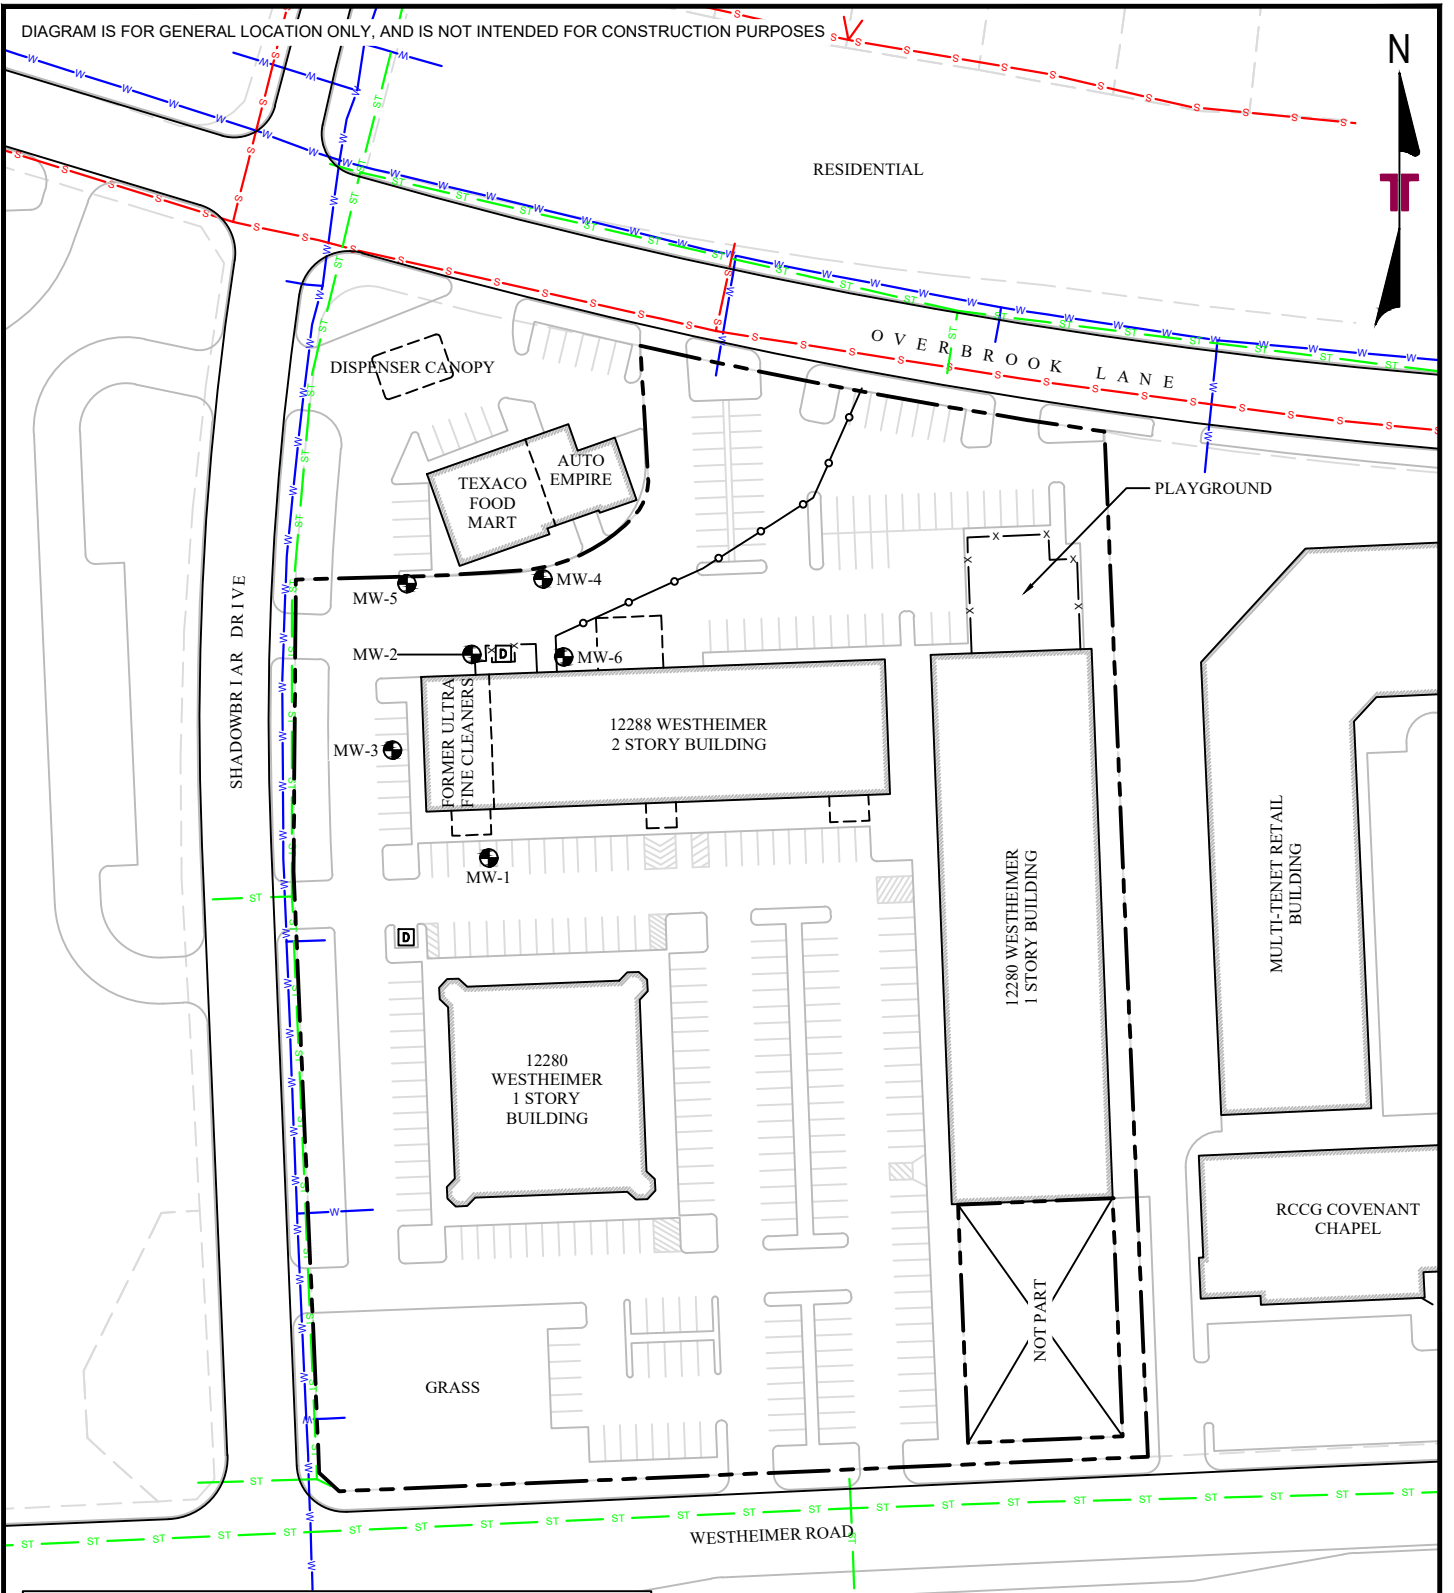 DIAGRAM IS FOR GENERAL LOCATION ONLY, AND IS NOT INTENDED FOR CONSTRUCTION PURPOSES
N
RESIDENTIAL
OVERBROOK LANE
DISPENSER CANOPY
AUTO
EMPIRE
TEXACO
FOOD
MART
PLAYGROUND
MW-4
MW-5
MW-2
D
MW-6
SHADOWBRIAR DRIVE
FORMER ULTRA
FINE CLEANERS
12288 WESTHEIMER
2 STORY BUILDING
MW-3
MW-1
D
12280 WESTHEIMER
1 STORY BUILDING
MULTI-TENET RETAIL
BUILDING
12280
WESTHEIMER
1 STORY
BUILDING
RCCG COVENANT
CHAPEL
NOT PART
GRASS
WESTHEIMER ROAD